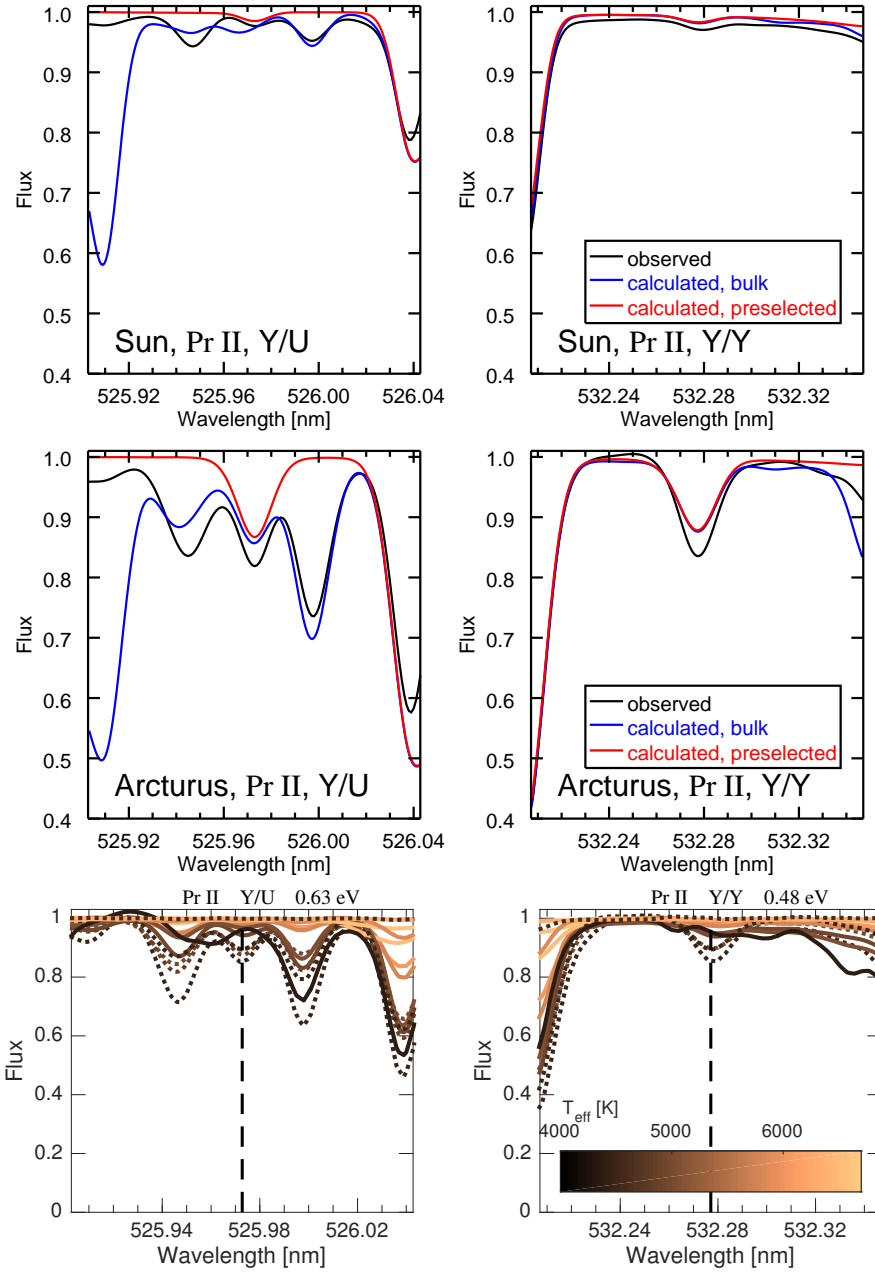 1.0
0.9
0.8
0.7
0.6
0.5
0.4
Flux
Sun, Pr II, Y/U
525.92 525.96 526.00 526.04
Wavelength [nm]
1.0
0.9
0.8
0.7
0.6
0.5
0.4
Flux
observed
calculated, bulk
calculated, preselected
Sun, Pr II, Y/Y
532.24 532.28 532.32
Wavelength [nm]
1.0
0.9
0.8
0.7
0.6
0.5
0.4
Flux
Arcturus, Pr II, Y/U
525.92 525.96 526.00 526.04
Wavelength [nm]
1.0
0.9
0.8
0.7
0.6
0.5
0.4
Flux
observed
calculated, bulk
calculated, preselected
Arcturus, Pr II, Y/Y
532.24 532.28 532.32
Wavelength [nm]
Pr II Y/U 0.63 eV
1
0.8
0.6
0.4
0.2
0
Flux
525.94 525.98 526.02
Wavelength [nm]
Pr II Y/Y 0.48 eV
1
0.8
0.6
0.4
0.2
0
Flux
T_eff [K]
4000 5000 6000
532.24 532.28 532.32
Wavelength [nm]